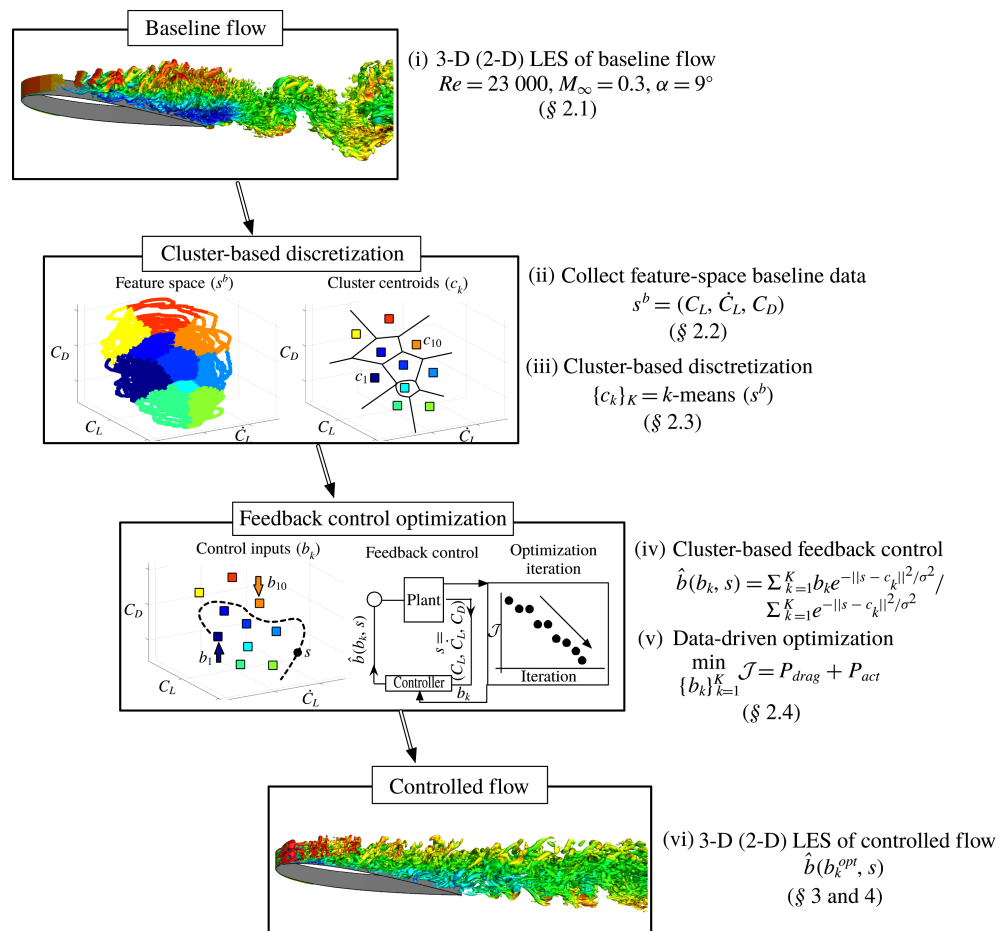 Baseline flow
(i) 3-D (2-D) LES of baseline flow
Re = 23 000, M∞ = 0.3, α = 9°
(§ 2.1)
Cluster-based discretization
Feature space (s^b)
Cluster centroids (c_k)
C_D
C_L
Ċ_L
C_D
c_10
c_1
C_L
Ċ_L
(ii) Collect feature-space baseline data
s^b = (C_L, Ċ_L, C_D)
(§ 2.2)
(iii) Cluster-based disctretization
{c_k}_K = k-means (s^b)
(§ 2.3)
Feedback control optimization
Control inputs (b_k)
C_D
b_10
b_1
s
C_L
Ċ_L
Feedback control
Plant
b̂(b_k, s)
s = (C_L, Ċ_L, C_D)
Controller
b_k
Optimization
iteration
𝒥
Iteration
(iv) Cluster-based feedback control
b̂(b_k, s) = Σ_{k=1}^K b_k e^{-||s - c_k||^2/σ^2}/
Σ_{k=1}^K e^{-||s - c_k||^2/σ^2}
(v) Data-driven optimization
min_{{b_k}_{k=1}^K} 𝒥 = P_drag + P_act
(§ 2.4)
Controlled flow
(vi) 3-D (2-D) LES of controlled flow
b̂(b_k^opt, s)
(§ 3 and 4)